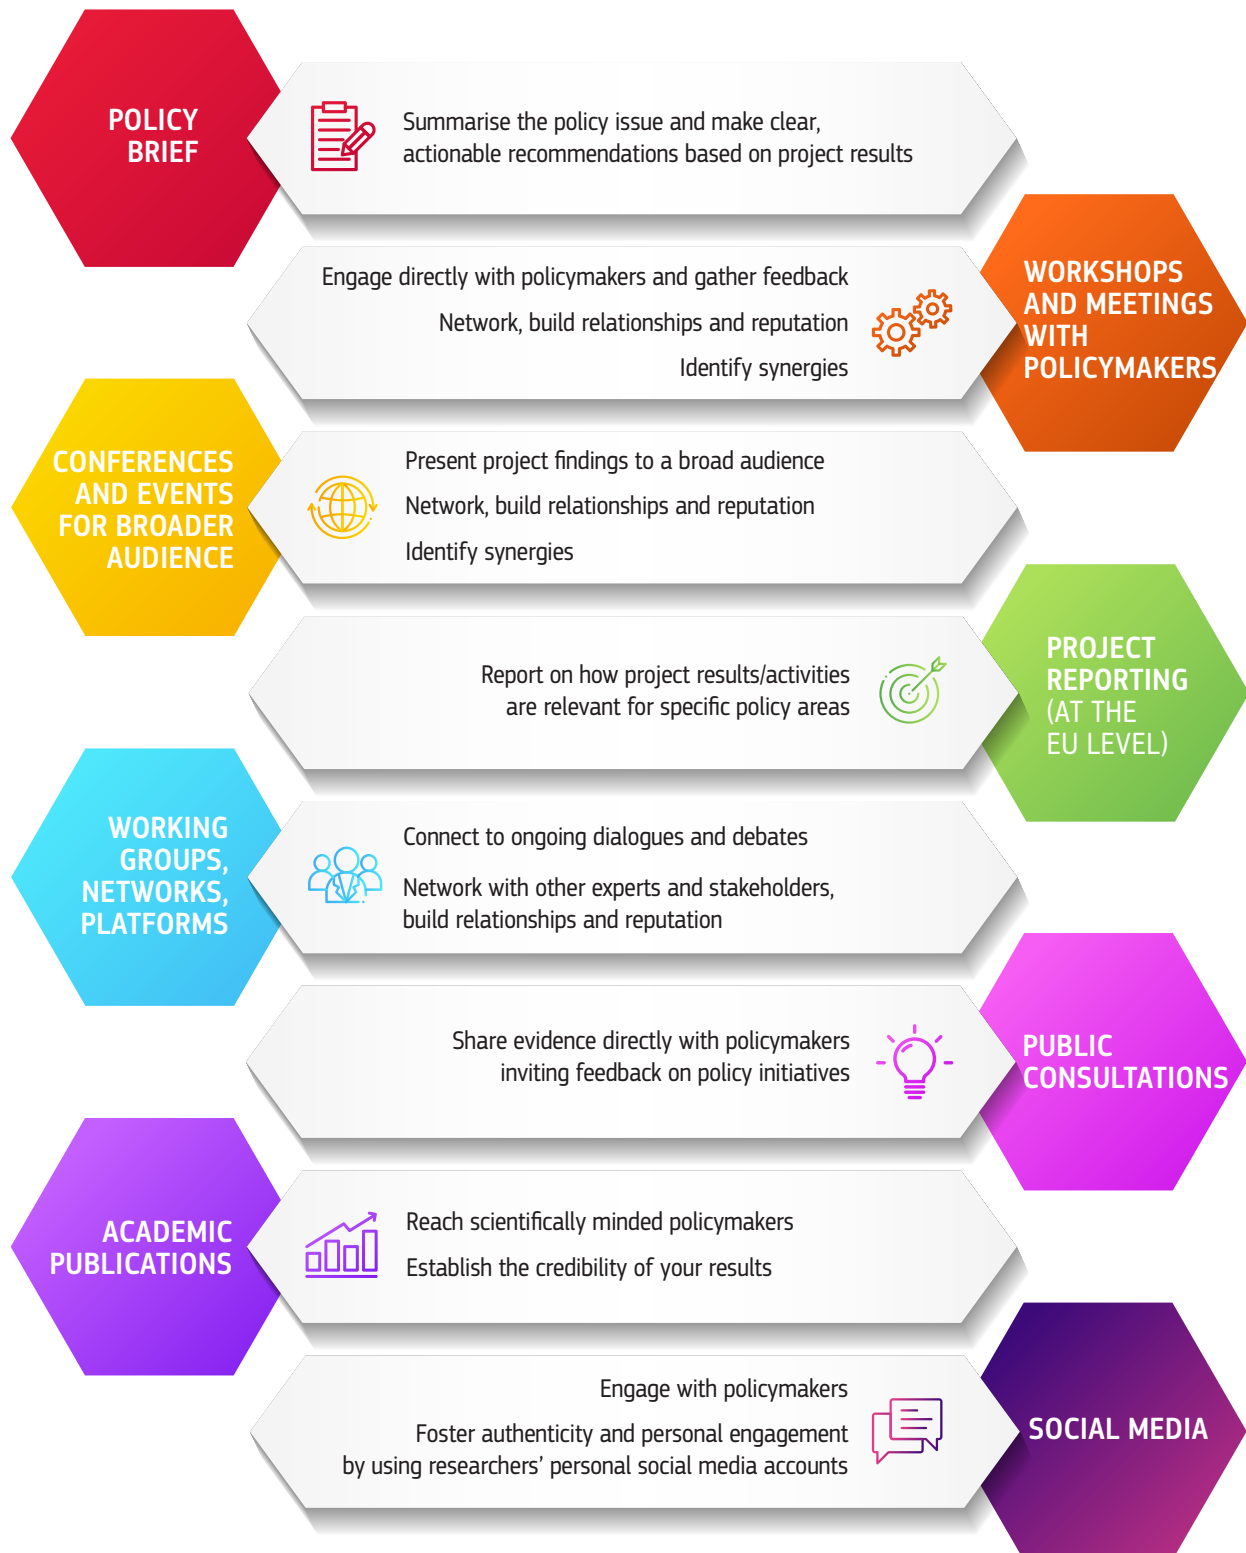 POLICY
BRIEF
Summarise the policy issue and make clear,
actionable recommendations based on project results
WORKSHOPS
AND MEETINGS
WITH
POLICYMAKERS
Engage directly with policymakers and gather feedback
Network, build relationships and reputation
Identify synergies
CONFERENCES
AND EVENTS
FOR BROADER
AUDIENCE
Present project findings to a broad audience
Network, build relationships and reputation
Identify synergies
PROJECT
REPORTING
(AT THE
EU LEVEL)
Report on how project results/activities
are relevant for specific policy areas
WORKING
GROUPS,
NETWORKS,
PLATFORMS
Connect to ongoing dialogues and debates
Network with other experts and stakeholders,
build relationships and reputation
PUBLIC
CONSULTATIONS
Share evidence directly with policymakers
inviting feedback on policy initiatives
ACADEMIC
PUBLICATIONS
Reach scientifically minded policymakers
Establish the credibility of your results
SOCIAL MEDIA
Engage with policymakers
Foster authenticity and personal engagement
by using researchers’ personal social media accounts